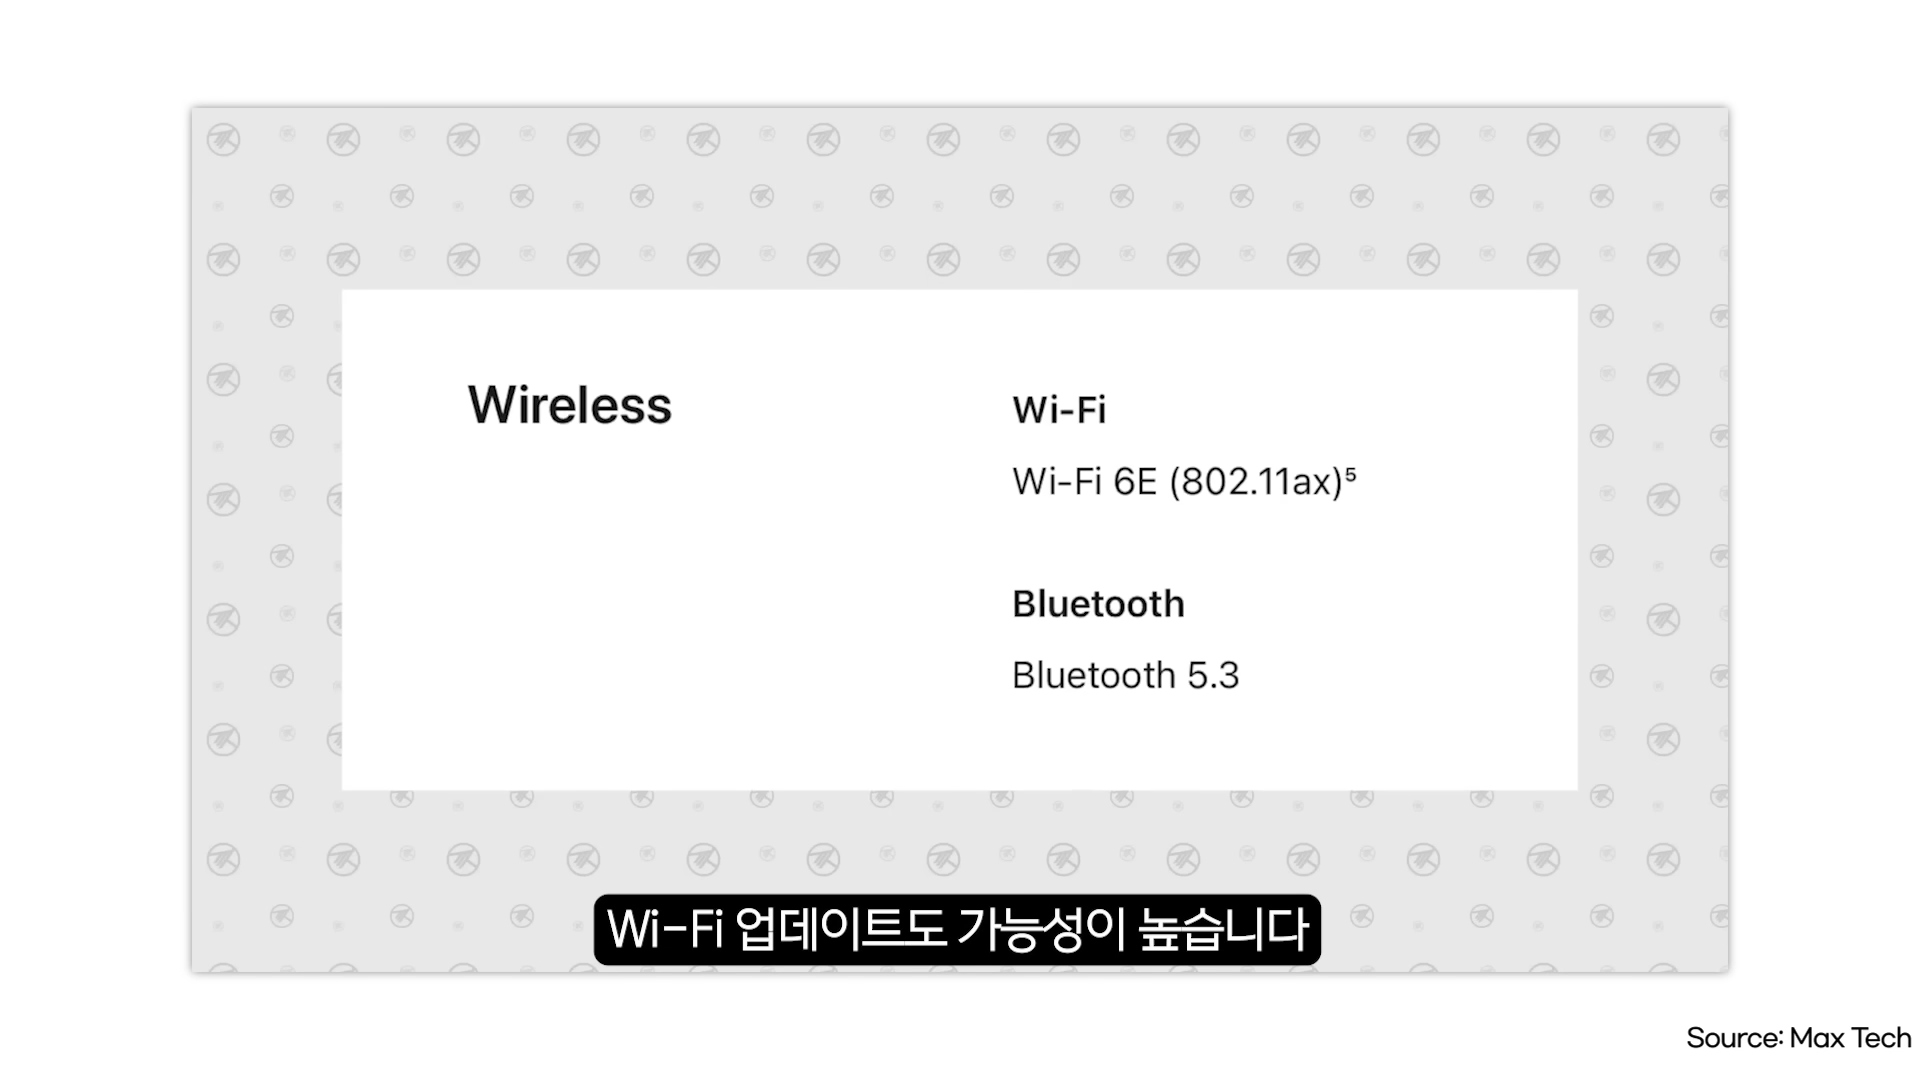 Wireless
Wi-Fi
Wi-Fi 6E (802.11ax)⁵
Bluetooth
Bluetooth 5.3
Wi-Fi 업데이트도 가능성이 높습니다
Source: Max Tech